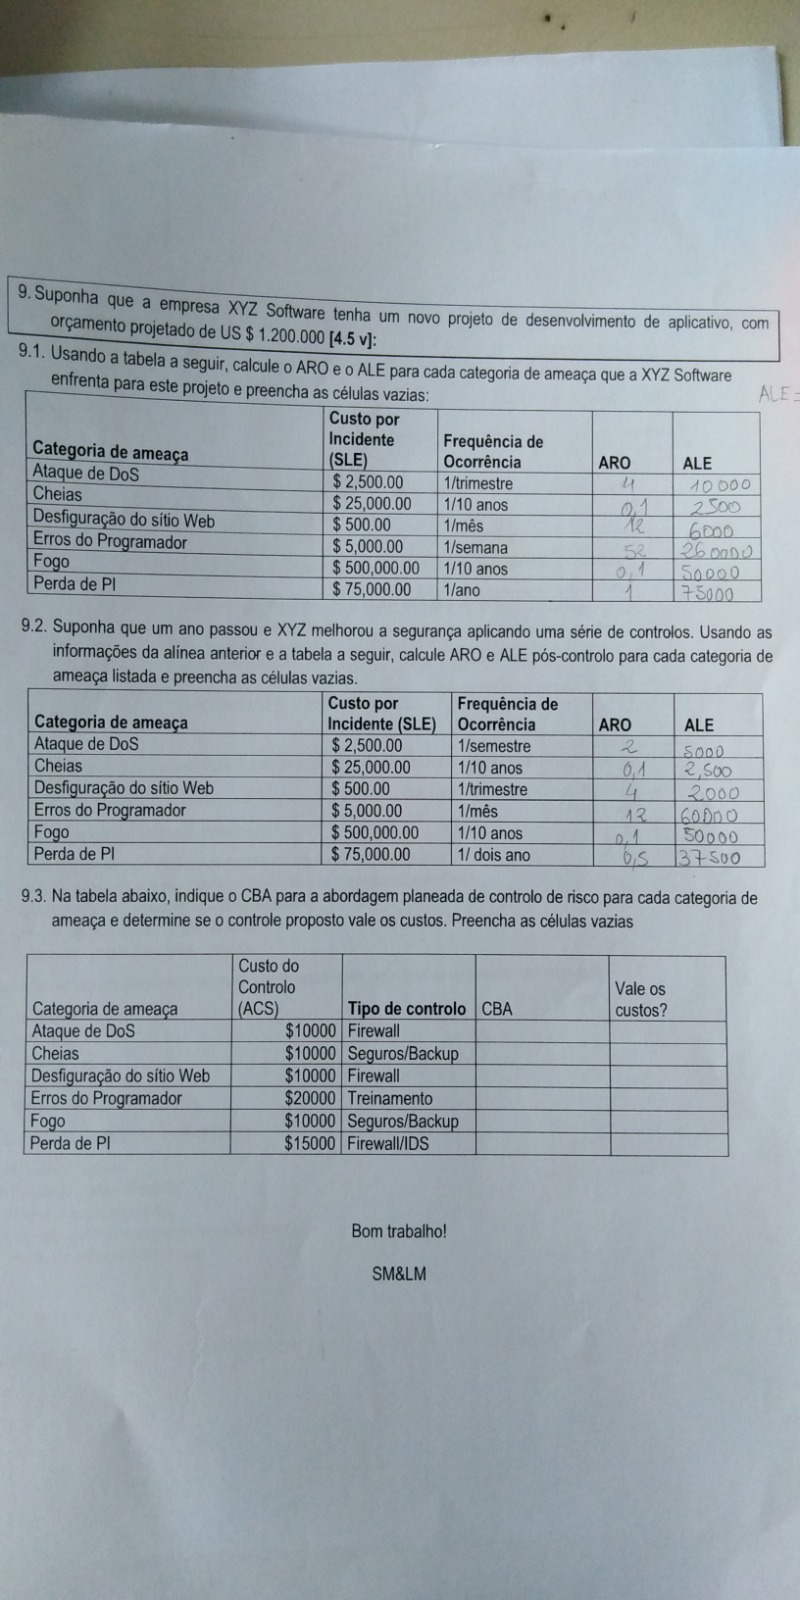 9. Suponha que a empresa XYZ Software tenha um novo projeto de desenvolvimento de aplicativo, com
orçamento projetado de US $ 1.200.000 [4.5 v]:
9.1. Usando a tabela a seguir, calcule o ARO e o ALE para cada categoria de ameaça que a XYZ Software
enfrenta para este projeto e preencha as células vazias:
ALE=
Categoria de ameaça Custo por Incidente (SLE) Frequência de Ocorrência ARO ALE
Ataque de DoS $ 2,500.00 1/trimestre 4 10000
Cheias $ 25,000.00 1/10 anos 0,1 2500
Desfiguração do sítio Web $ 500.00 1/mês 12 6000
Erros do Programador $ 5,000.00 1/semana 52 260000
Fogo $ 500,000.00 1/10 anos 0,1 50000
Perda de PI $ 75,000.00 1/ano 1 75000
9.2. Suponha que um ano passou e XYZ melhorou a segurança aplicando uma série de controlos. Usando as
informações da alínea anterior e a tabela a seguir, calcule ARO e ALE pós-controlo para cada categoria de
ameaça listada e preencha as células vazias.
Categoria de ameaça Custo por Incidente (SLE) Frequência de Ocorrência ARO ALE
Ataque de DoS $ 2,500.00 1/semestre 2 5000
Cheias $ 25,000.00 1/10 anos 0,1 2,500
Desfiguração do sítio Web $ 500.00 1/trimestre 4 2000
Erros do Programador $ 5,000.00 1/mês 12 60000
Fogo $ 500,000.00 1/10 anos 0,1 50000
Perda de PI $ 75,000.00 1/ dois ano 0,5 37500
9.3. Na tabela abaixo, indique o CBA para a abordagem planeada de controlo de risco para cada categoria de
ameaça e determine se o controle proposto vale os custos. Preencha as células vazias
Categoria de ameaça Custo do Controlo (ACS) Tipo de controlo CBA Vale os custos?
Ataque de DoS $10000 Firewall
Cheias $10000 Seguros/Backup
Desfiguração do sítio Web $10000 Firewall
Erros do Programador $20000 Treinamento
Fogo $10000 Seguros/Backup
Perda de PI $15000 Firewall/IDS
Bom trabalho!
SM&LM